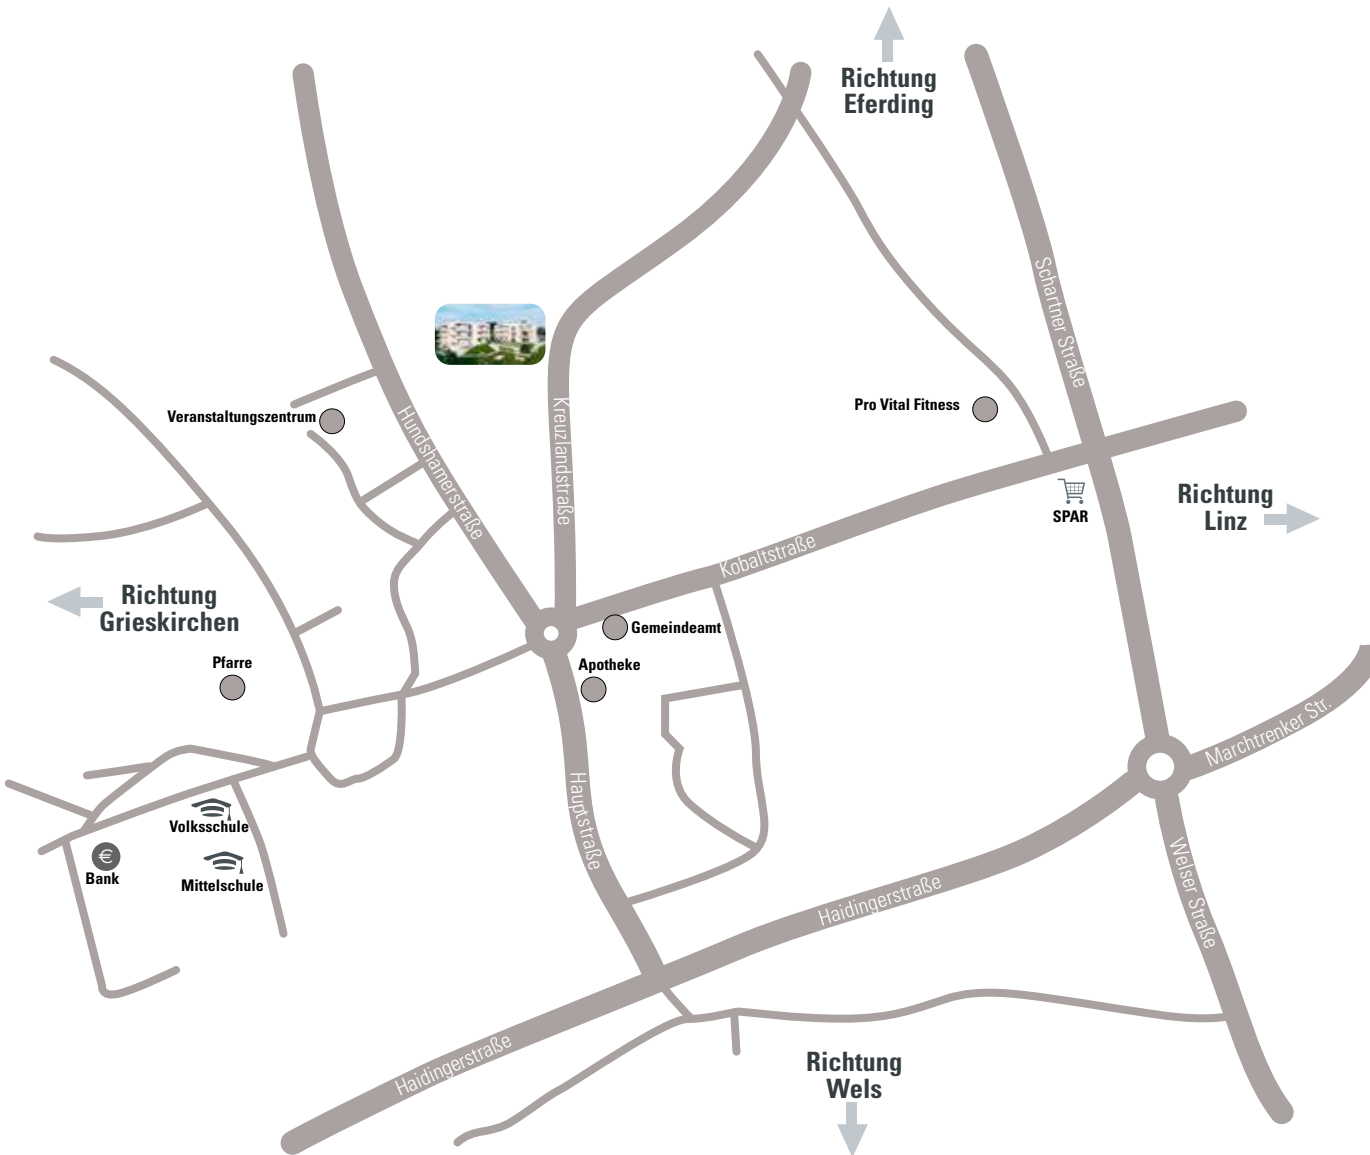 Richtung
Eferding
Schartner Straße
Veranstaltungszentrum
Hundshamerstraße
Kreuzlandstraße
Pro Vital Fitness
SPAR
Richtung
Linz
Kobaltstraße
Richtung
Grieskirchen
Gemeindeamt
Pfarre
Apotheke
Marchtrenker Str.
Hauptstraße
Volksschule
€
Bank
Mittelschule
Welser Straße
Haidingerstraße
Haidingerstraße
Richtung
Wels